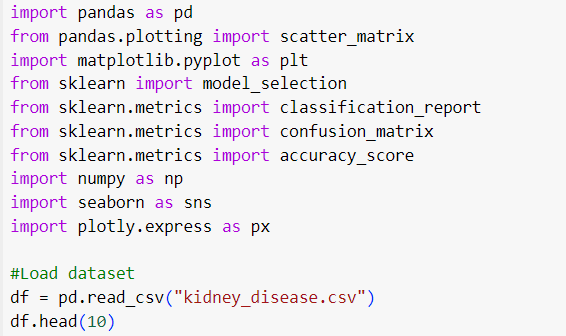 import pandas as pd
from pandas.plotting import scatter_matrix
import matplotlib.pyplot as plt
from sklearn import model_selection
from sklearn.metrics import classification_report
from sklearn.metrics import confusion_matrix
from sklearn.metrics import accuracy_score
import numpy as np
import seaborn as sns
import plotly.express as px
#Load dataset
df = pd.read_csv("kidney_disease.csv")
df.head(10)